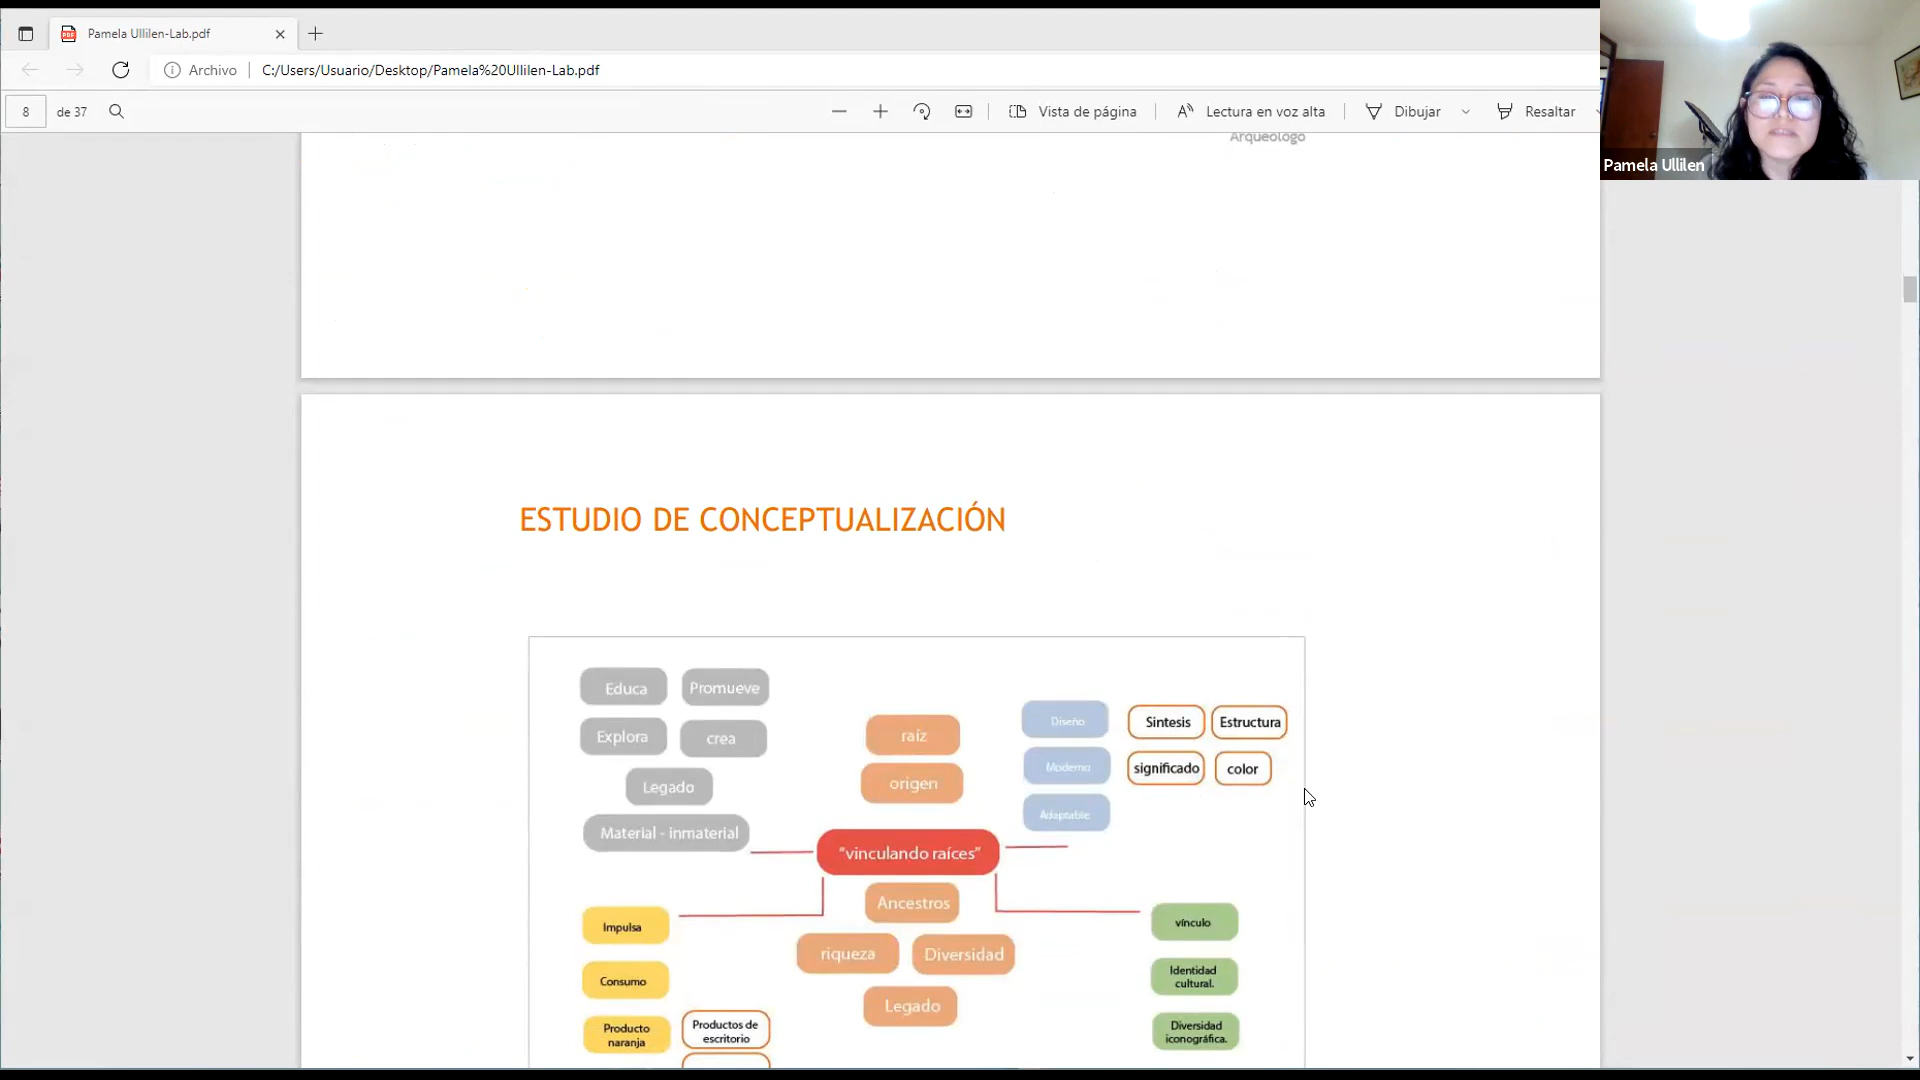 Pamela Ullilen-Lab.pdf
Archivo
C:/Users/Usuario/Desktop/Pamela%20Ullilen-Lab.pdf
8 de 37
Vista de página
Lectura en voz alta
Dibujar
Resaltar
Pamela Ullilen
Arqueologo
ESTUDIO DE CONCEPTUALIZACIÓN
Educa
Promueve
Explora
crea
Legado
Material - inmaterial
raíz
origen
Diseño
Moderno
Adaptable
Sintesis
Estructura
significado
color
"vinculando raíces"
Ancestros
riqueza
Diversidad
Legado
Impulsa
Consumo
Producto
naranja
Productos de
escritorio
vínculo
Identidad
cultural.
Diversidad
iconográfica.